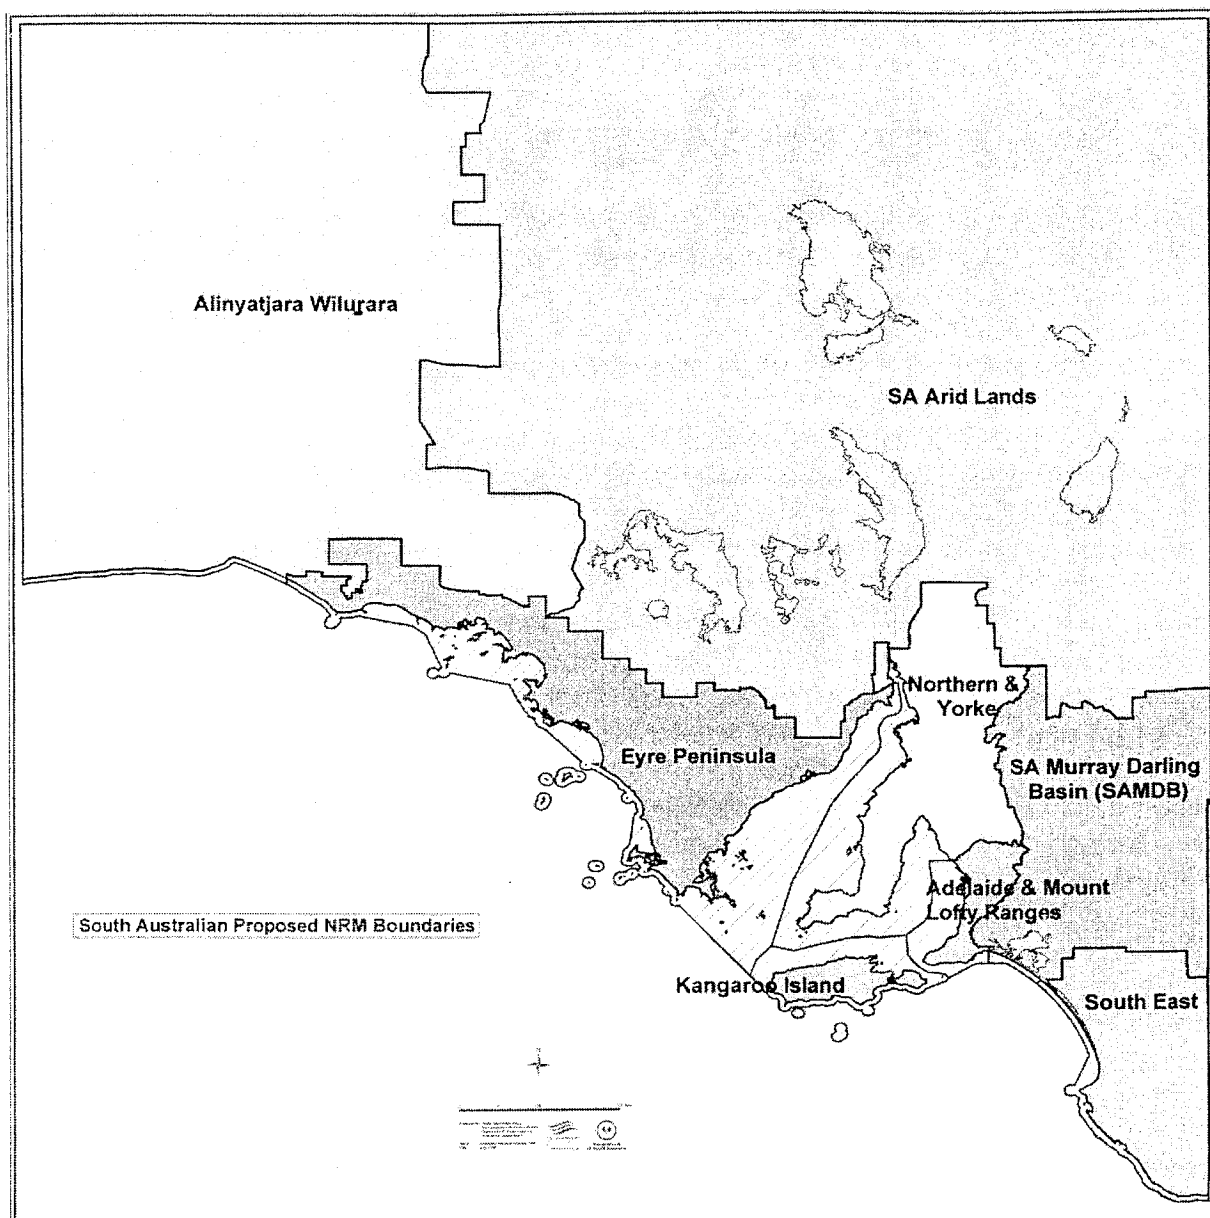 Alinyatjara Wilurara
SA Arid Lands
Northern &
Yorke
Eyre Peninsula
SA Murray Darling
Basin (SAMDB)
Adelaide & Mount
Lofty Ranges
South Australian Proposed NRM Boundaries
Kangaroo Island
South East